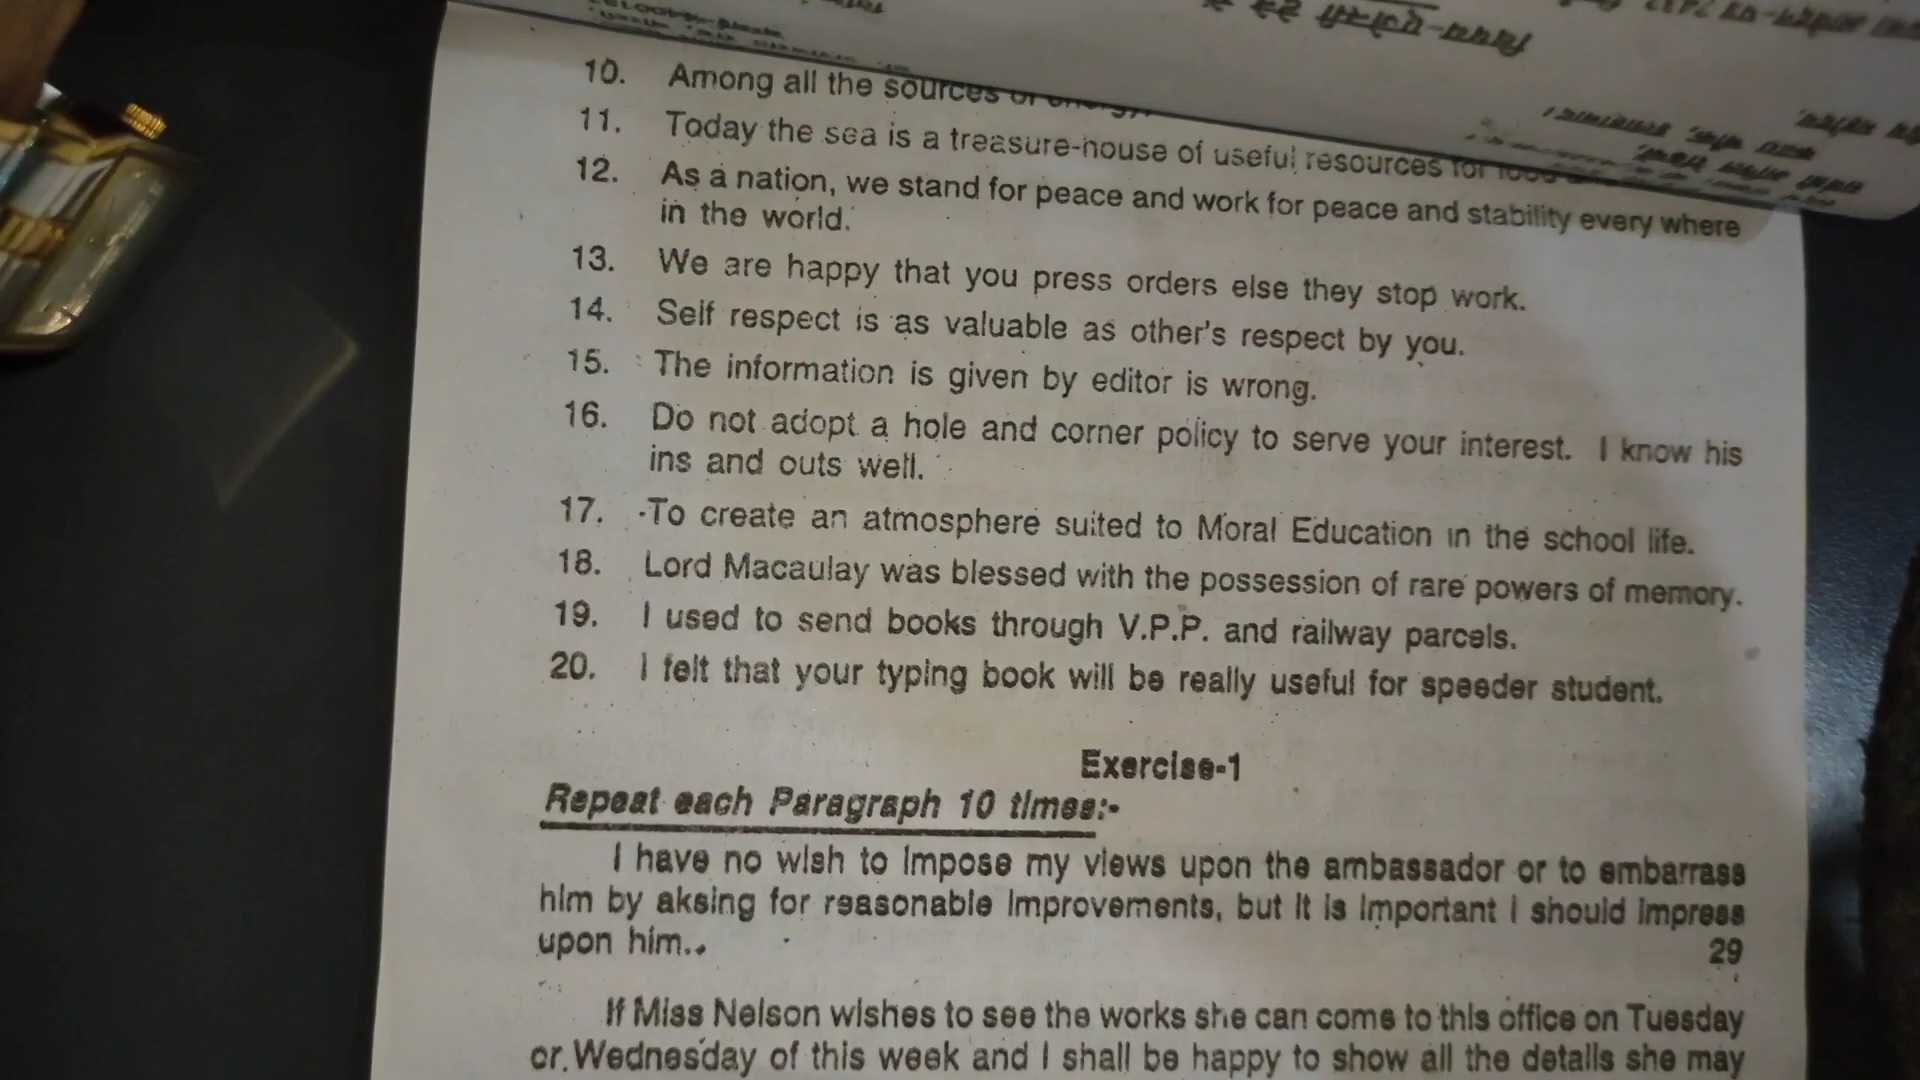 10. Among all the sources of energy,
11. Today the sea is a treasure-house of useful resources for food
12. As a nation, we stand for peace and work for peace and stability every where
in the world.
13. We are happy that you press orders else they stop work.
14. Self respect is as valuable as other's respect by you.
15. The information is given by editor is wrong.
16. Do not adopt a hole and corner policy to serve your interest. I know his
ins and outs well.
17. To create an atmosphere suited to Moral Education in the school life.
18. Lord Macaulay was blessed with the possession of rare powers of memory.
19. I used to send books through V.P.P. and railway parcels.
20. I felt that your typing book will be really useful for speeder student.
Exercise-1
Repeat each Paragraph 10 times:-
I have no wish to impose my views upon the ambassador or to embarrass
him by aksing for reasonable improvements, but it is important I should impress
upon him.. 29
If Miss Nelson wishes to see the works she can come to this office on Tuesday
or Wednesday of this week and I shall be happy to show all the details she may